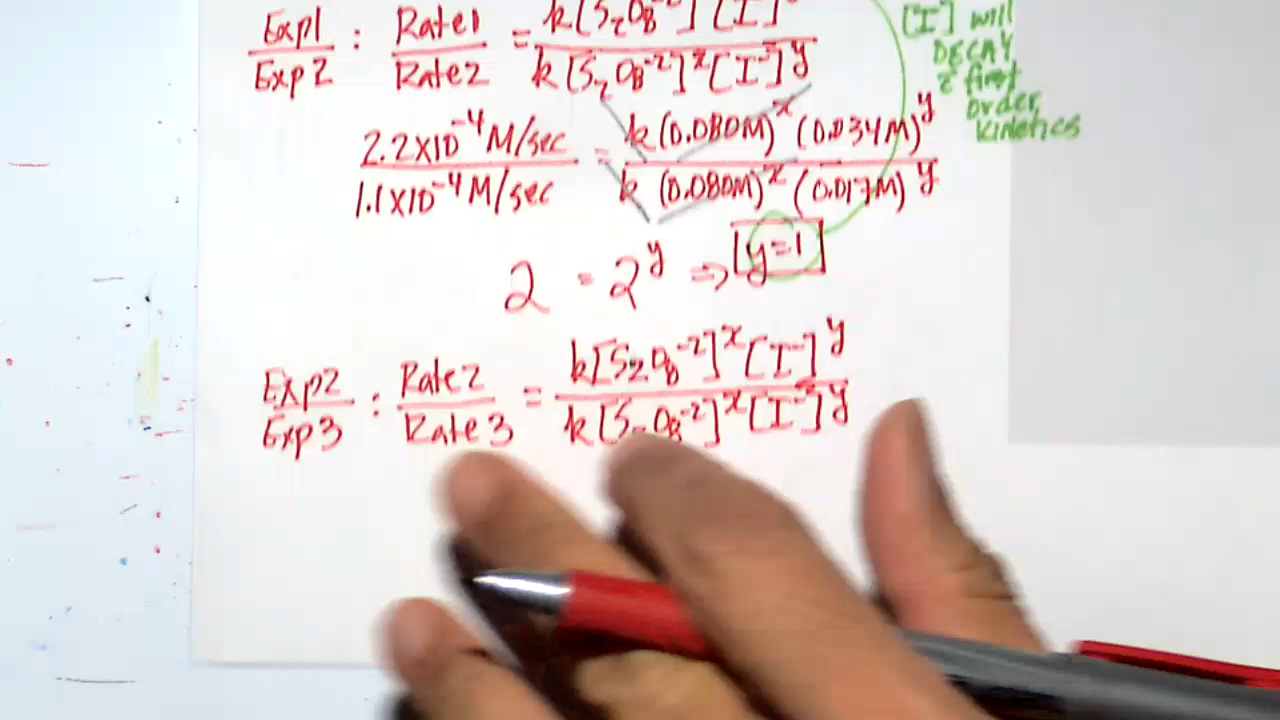 Exp1 : Rate1 = k[S₂O₈⁻²] [I⁻]
Exp2 Rate2 k[S₂O₈⁻²]ˣ[I⁻]ʸ
[I⁻] will
DECAY
c̄ first
order
kinetics
2.2x10⁻⁴ M/sec = k (0.080M)ˣ (0.034M)ʸ
1.1x10⁻⁴ M/sec k (0.080M)ˣ (0.017M)ʸ
2 = 2ʸ ⇒ y=1
Exp2 : Rate2 = k[S₂O₈⁻²]ˣ[I⁻]ʸ
Exp3 Rate3 k[S₂O₈⁻²]ˣ[I⁻]ʸ